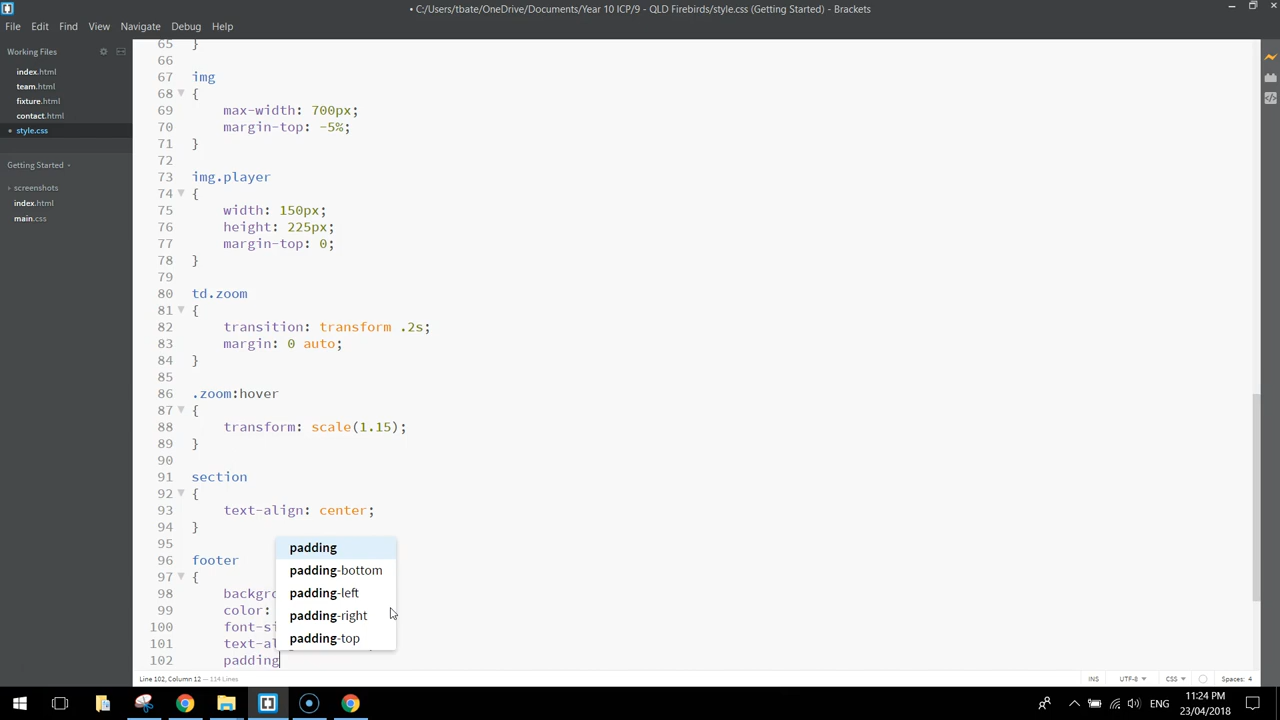 • C:/Users/tbate/OneDrive/Documents/Year 10 ICP/9 - QLD Firebirds/style.css (Getting Started) - Brackets
File Edit Find View Navigate Debug Help
Working Files
index.html
team.html
fixture.html
contact.html
style.css
Getting Started
screenshots
index.html
main.css
65 }
66
67 img
68 {
69 max-width: 700px;
70 margin-top: -5%;
71 }
72
73 img.player
74 {
75 width: 150px;
76 height: 225px;
77 margin-top: 0;
78 }
79
80 td.zoom
81 {
82 transition: transform .2s;
83 margin: 0 auto;
84 }
85
86 .zoom:hover
87 {
88 transform: scale(1.15);
89 }
90
91 section
92 {
93 text-align: center;
94 }
95
96 footer
97 {
98 backgro
99 color:
100 font-si
101 text-al
102 padding
padding
padding-bottom
padding-left
padding-right
padding-top
Line 102, Column 12 — 114 Lines
INS UTF-8 CSS Spaces: 4
ENG
11:24 PM
23/04/2018